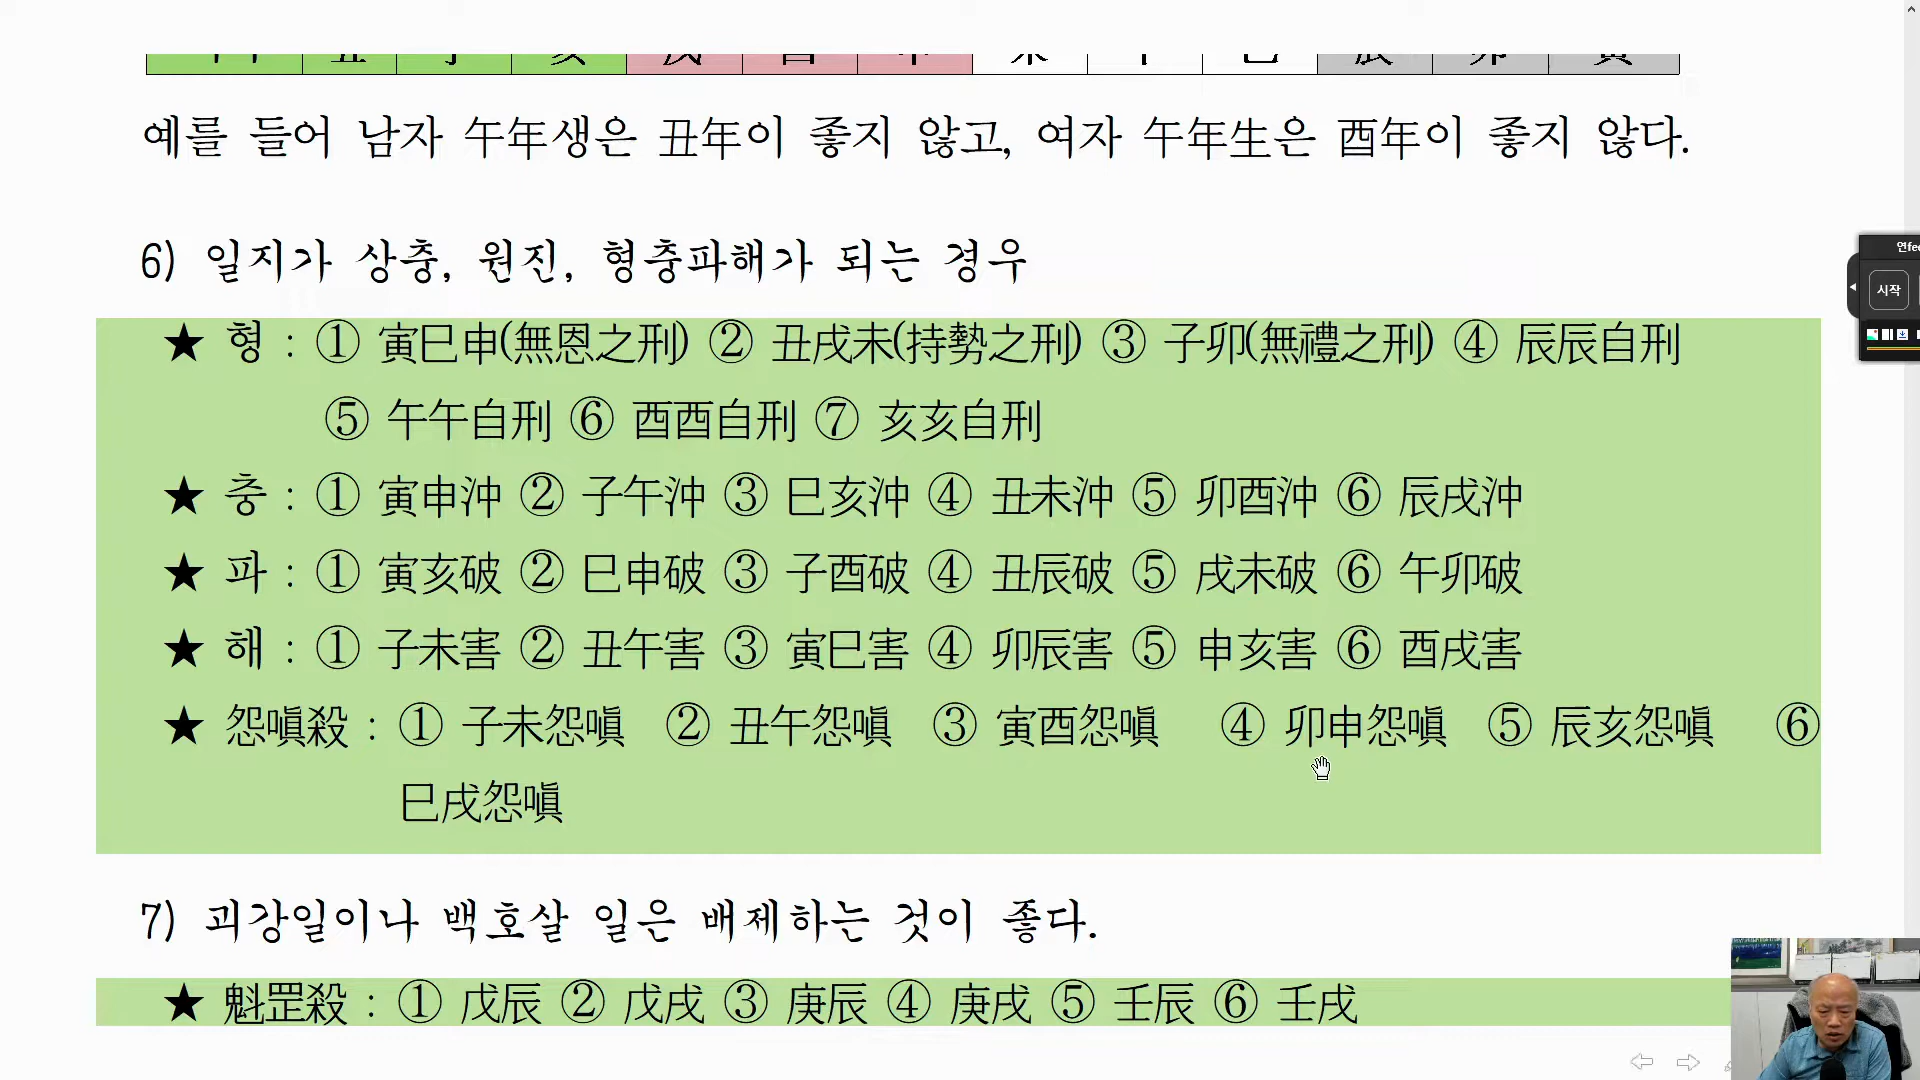 예를 들어 남자 午年생은 丑年이 좋지 않고, 여자 午年生은 酉年이 좋지 않다.
6) 일지가 상충, 원진, 형충파해가 되는 경우
★ 형 : ① 寅巳申(無恩之刑) ② 丑戌未(持勢之刑) ③ 子卯(無禮之刑) ④ 辰辰自刑
⑤ 午午自刑 ⑥ 酉酉自刑 ⑦ 亥亥自刑
★ 충 : ① 寅申沖 ② 子午沖 ③ 巳亥沖 ④ 丑未沖 ⑤ 卯酉沖 ⑥ 辰戌沖
★ 파 : ① 寅亥破 ② 巳申破 ③ 子酉破 ④ 丑辰破 ⑤ 戌未破 ⑥ 午卯破
★ 해 : ① 子未害 ② 丑午害 ③ 寅巳害 ④ 卯辰害 ⑤ 申亥害 ⑥ 酉戌害
★ 怨嗔殺 : ① 子未怨嗔 ② 丑午怨嗔 ③ 寅酉怨嗔 ④ 卯申怨嗔 ⑤ 辰亥怨嗔 ⑥
巳戌怨嗔
7) 괴강일이나 백호살 일은 배제하는 것이 좋다.
★ 魁罡殺 : ① 戊辰 ② 戊戌 ③ 庚辰 ④ 庚戌 ⑤ 壬辰 ⑥ 壬戌
시작